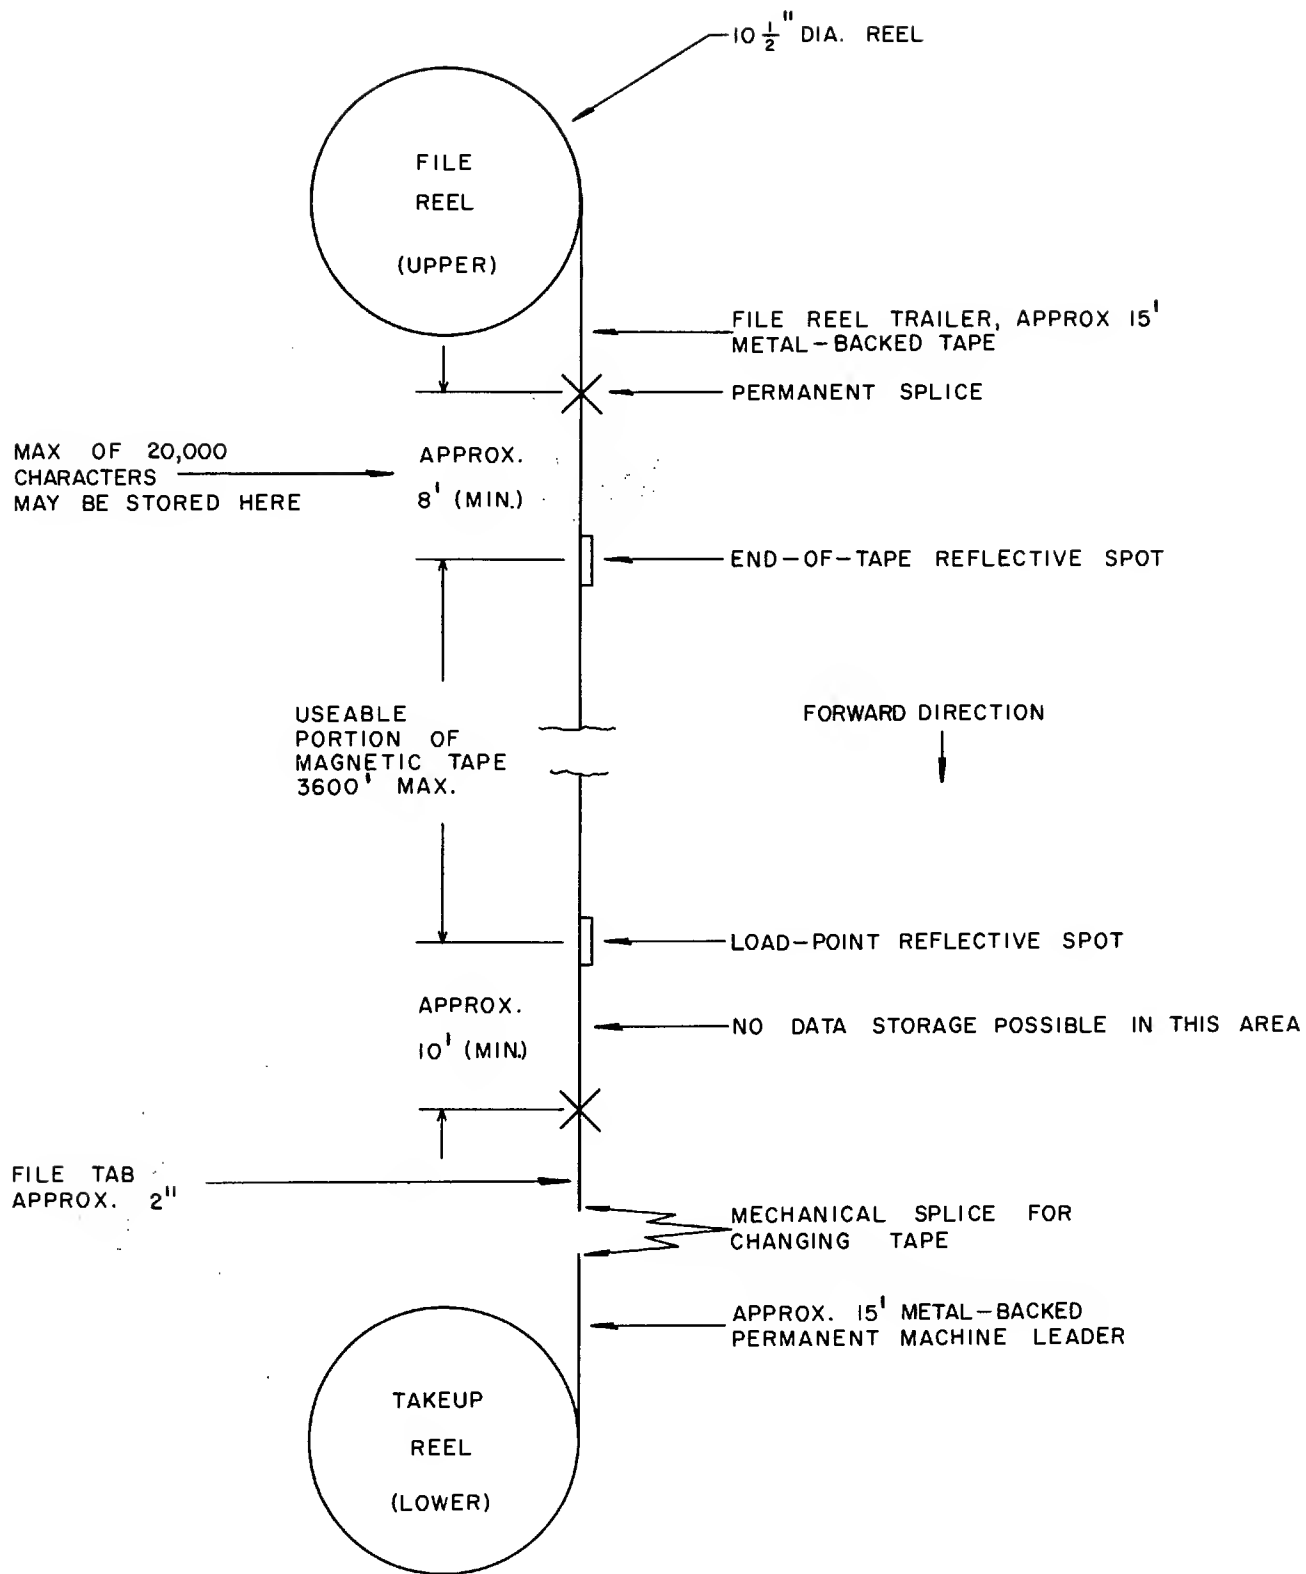 10 1/2" DIA. REEL
FILE
REEL
(UPPER)
FILE REEL TRAILER, APPROX 15'
METAL-BACKED TAPE
PERMANENT SPLICE
MAX OF 20,000
CHARACTERS
MAY BE STORED HERE
APPROX.
8' (MIN.)
END-OF-TAPE REFLECTIVE SPOT
USEABLE
PORTION OF
MAGNETIC TAPE
3600' MAX.
FORWARD DIRECTION
LOAD-POINT REFLECTIVE SPOT
APPROX.
10' (MIN.)
NO DATA STORAGE POSSIBLE IN THIS AREA
FILE TAB
APPROX. 2"
MECHANICAL SPLICE FOR
CHANGING TAPE
APPROX. 15' METAL-BACKED
PERMANENT MACHINE LEADER
TAKEUP
REEL
(LOWER)